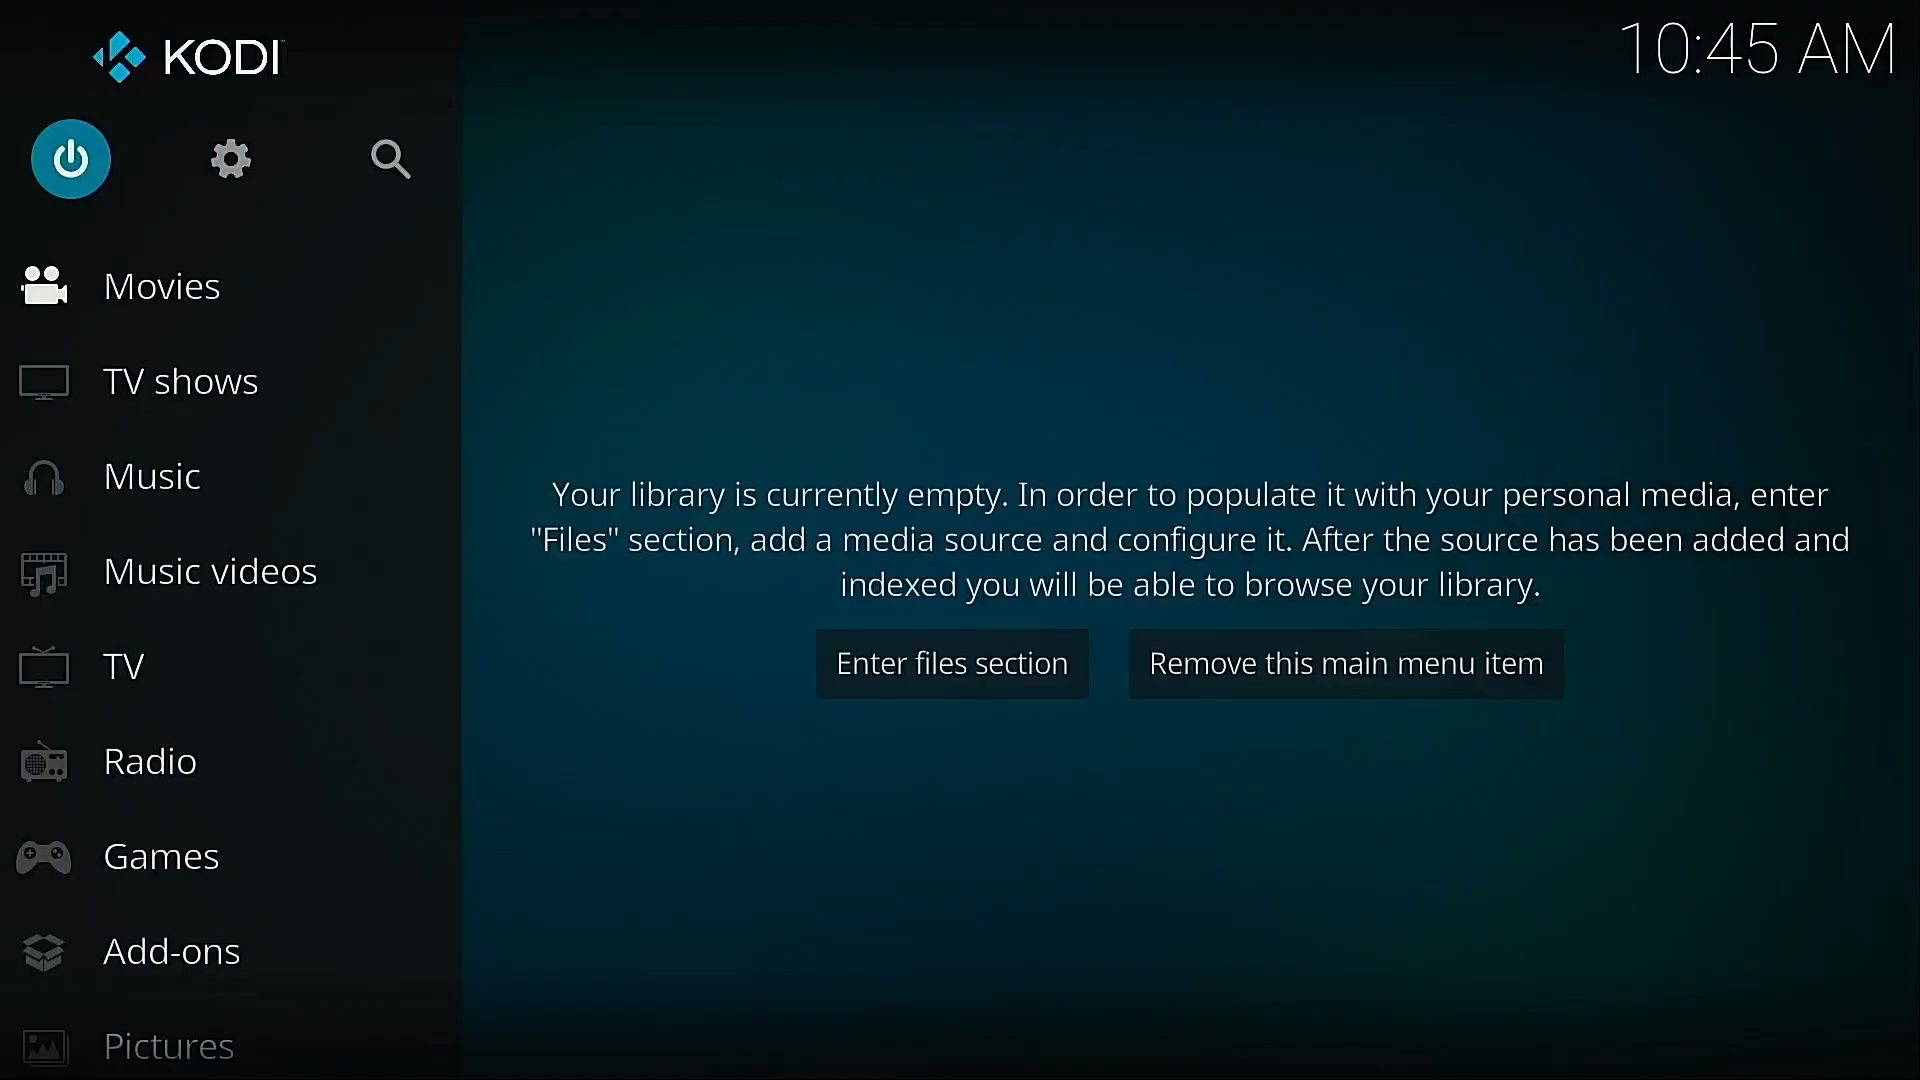 KODI
10:45 AM
Movies
TV shows
Music
Music videos
TV
Radio
Games
Add-ons
Pictures
Your library is currently empty. In order to populate it with your personal media, enter
"Files" section, add a media source and configure it. After the source has been added and
indexed you will be able to browse your library.
Enter files section
Remove this main menu item